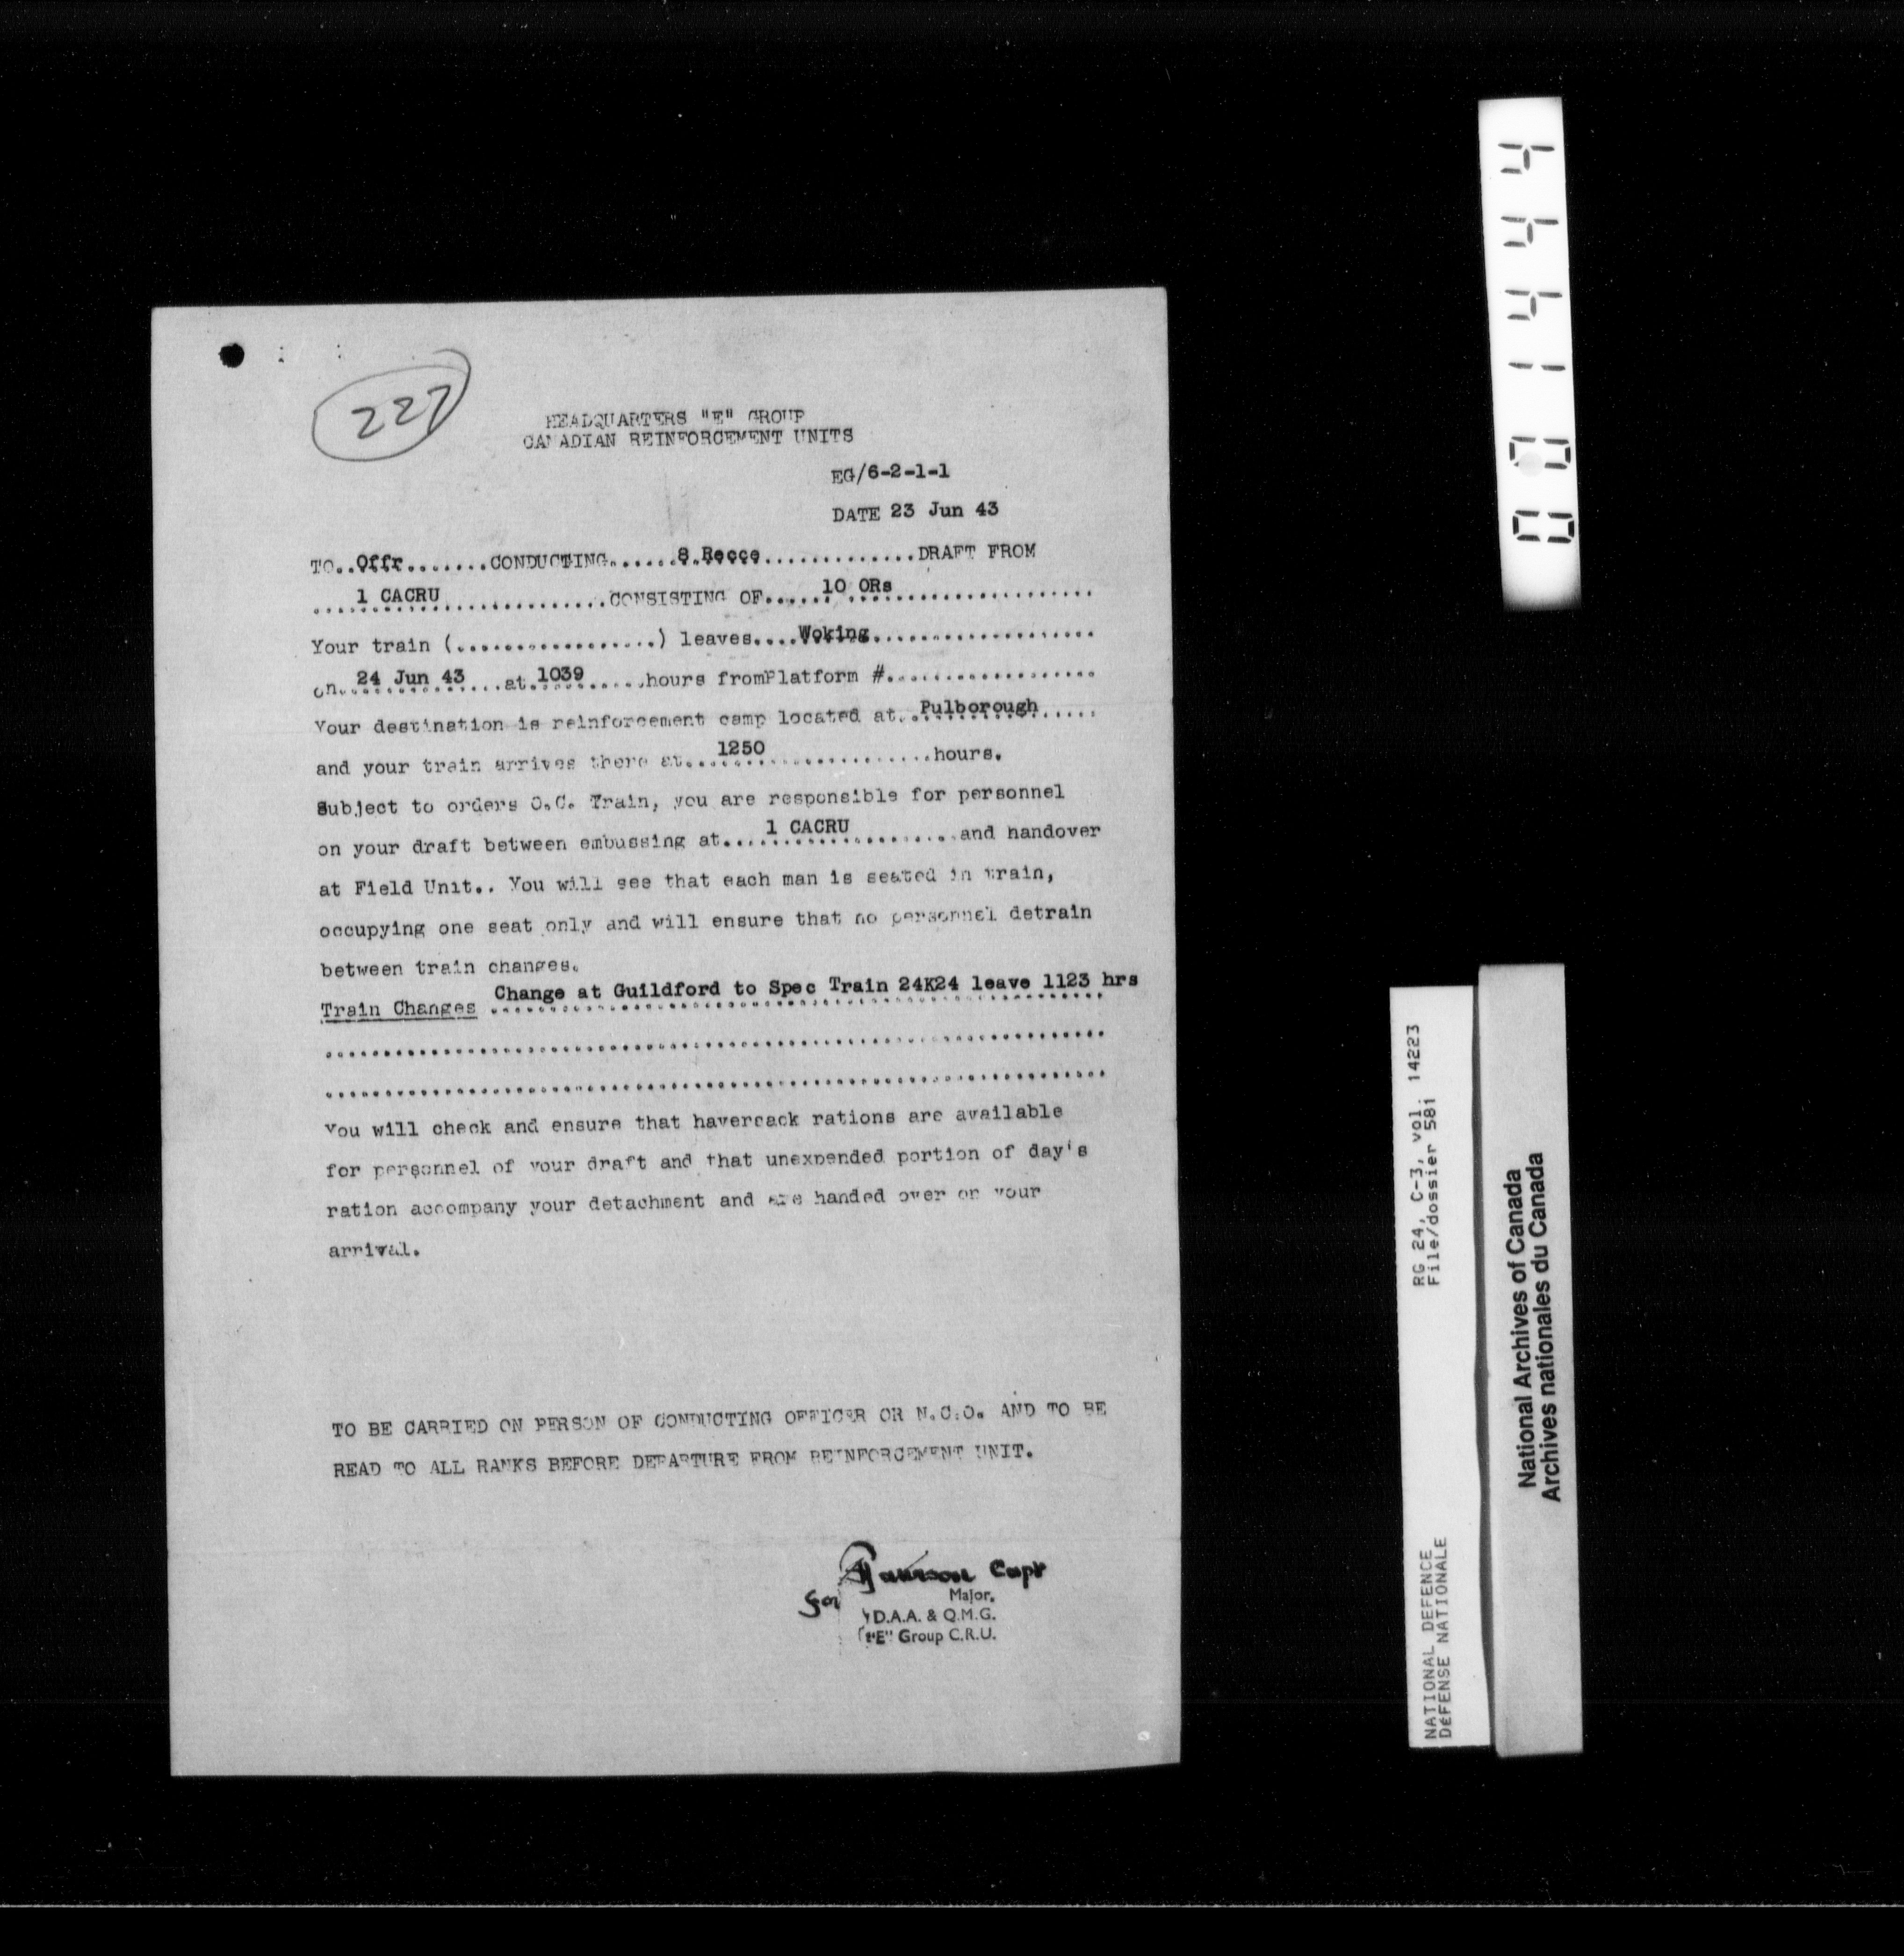 227
HEADQUARTERS "E" GROUP
CANADIAN REINFORCEMENT UNITS
EG/6-2-1-1
DATE 23 Jun 43
TO..Offr.......CONDUCTING......8 Recce.............DRAFT FROM
....1 CACRU..............CONSISTING OF......10 ORs.....................
Your train (.................) leaves....Woking...................
on..24 Jun 43...at.1039.....hours fromPlatform #..................
Your destination is reinforcement camp located at..Pulborough.....
and your train arrives there at...1250................hours.
Subject to orders O.C. Train, you are responsible for personnel
on your draft between embussing at....1 CACRU..........and handover
at Field Unit.. You will see that each man is seated in train,
occupying one seat only and will ensure that no personnel detrain
between train changes.
Train Changes Change at Guildford to Spec Train 24K24 leave 1123 hrs
..................................................................
..................................................................
You will check and ensure that haversack rations are available
for personnel of your draft and that unexpended portion of day's
ration accompany your detachment and are handed over on your
arrival.
TO BE CARRIED ON PERSON OF CONDUCTING OFFICER OR N.C.O. AND TO BE
READ TO ALL RANKS BEFORE DEPARTURE FROM REINFORCEMENT UNIT.
Capt
for Major,
D.A.A. & Q.M.G.
"E" Group C.R.U.
0014444
RG 24, C-3, vol. 14223
File/dossier 581
NATIONAL DEFENCE
DéFENSE NATIONALE
National Archives of Canada
Archives nationales du Canada